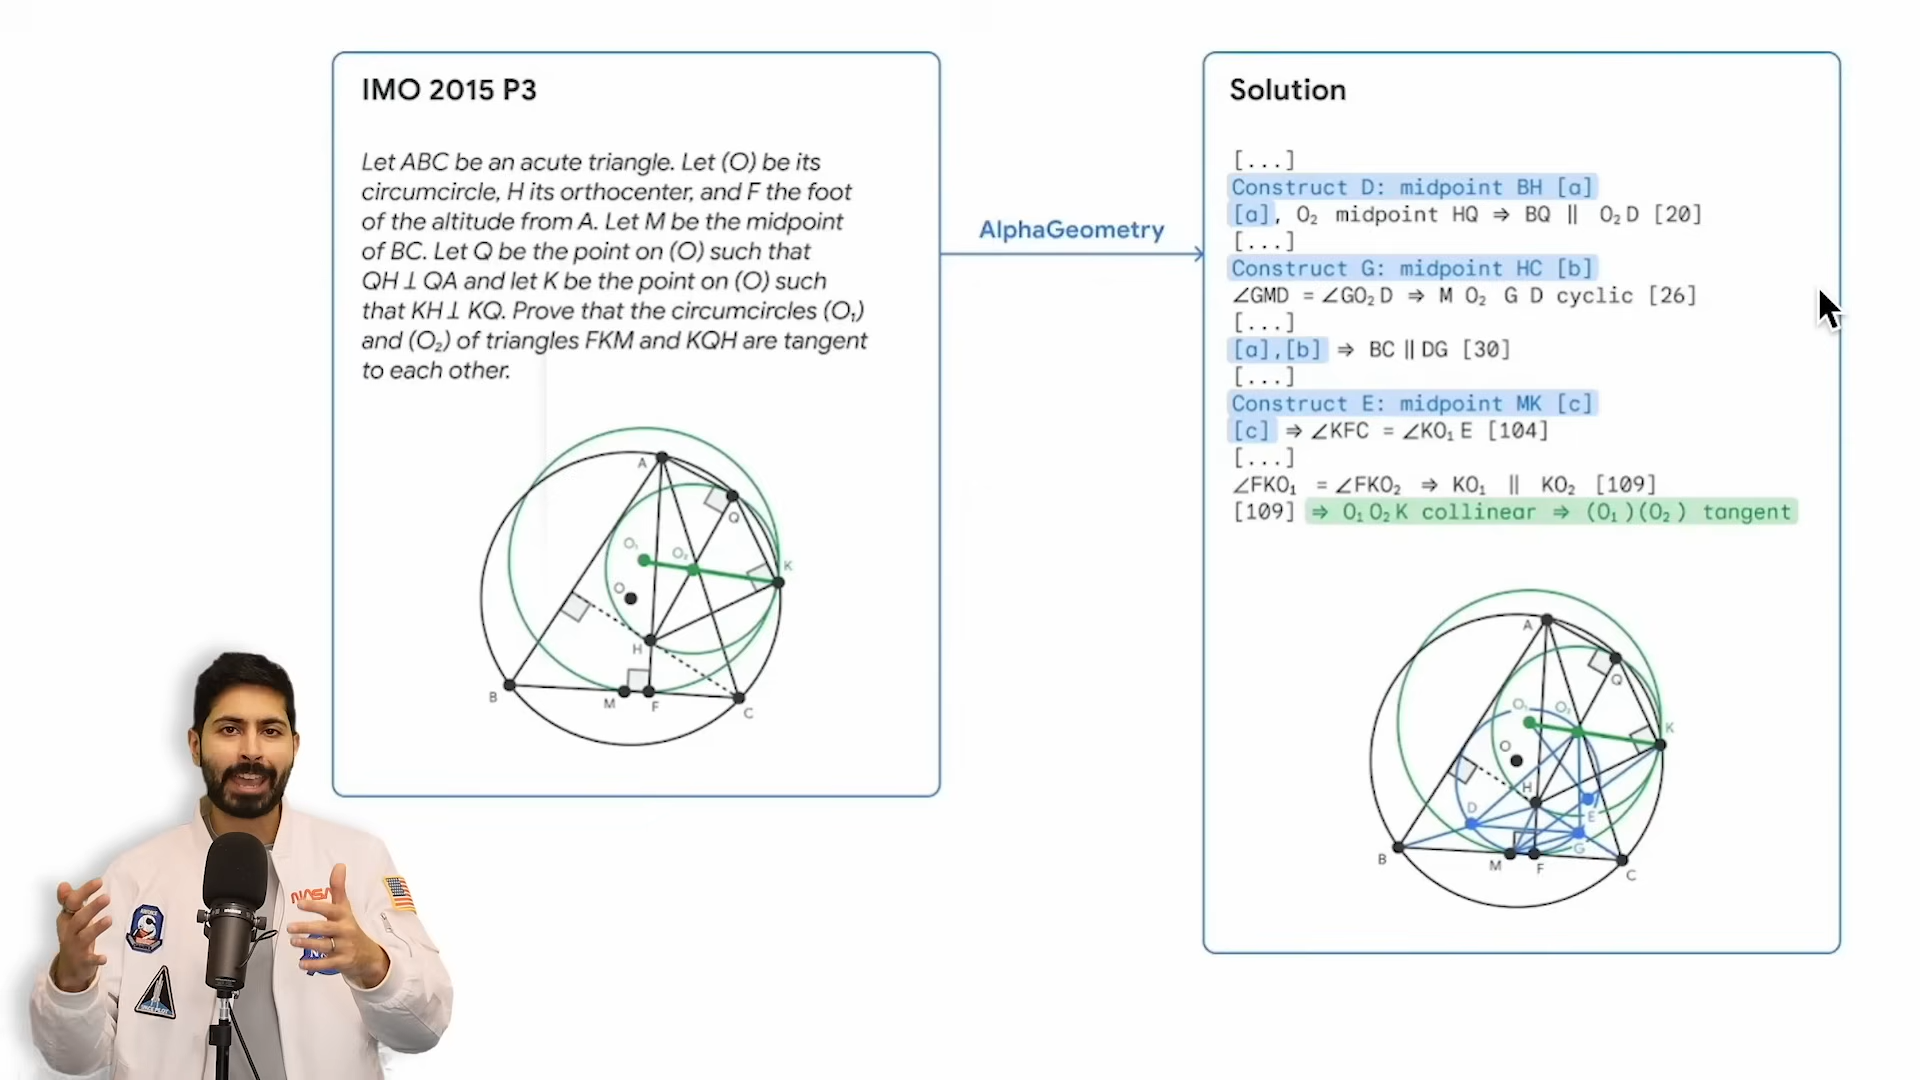 IMO 2015 P3
Let ABC be an acute triangle. Let (O) be its
circumcircle, H its orthocenter, and F the foot
of the altitude from A. Let M be the midpoint
of BC. Let Q be the point on (O) such that
QH ⊥ QA and let K be the point on (O) such
that KH ⊥ KQ. Prove that the circumcircles (O₁)
and (O₂) of triangles FKM and KQH are tangent
to each other.
A
Q
O₁
O₂
K
O
H
B
M
F
C
AlphaGeometry
Solution
[...]
Construct D: midpoint BH [a]
[a], O₂ midpoint HQ ⇒ BQ ∥ O₂D [20]
[...]
Construct G: midpoint HC [b]
∠GMD = ∠GO₂D ⇒ M O₂ G D cyclic [26]
[...]
[a],[b] ⇒ BC ∥ DG [30]
[...]
Construct E: midpoint MK [c]
[c] ⇒ ∠KFC = ∠KO₁E [104]
[...]
∠FKO₁ = ∠FKO₂ ⇒ KO₁ ∥ KO₂ [109]
[109] ⇒ O₁O₂K collinear ⇒ (O₁)(O₂) tangent
A
Q
O₁
O₂
K
O
H
D
E
G
B
M
F
C
NASA